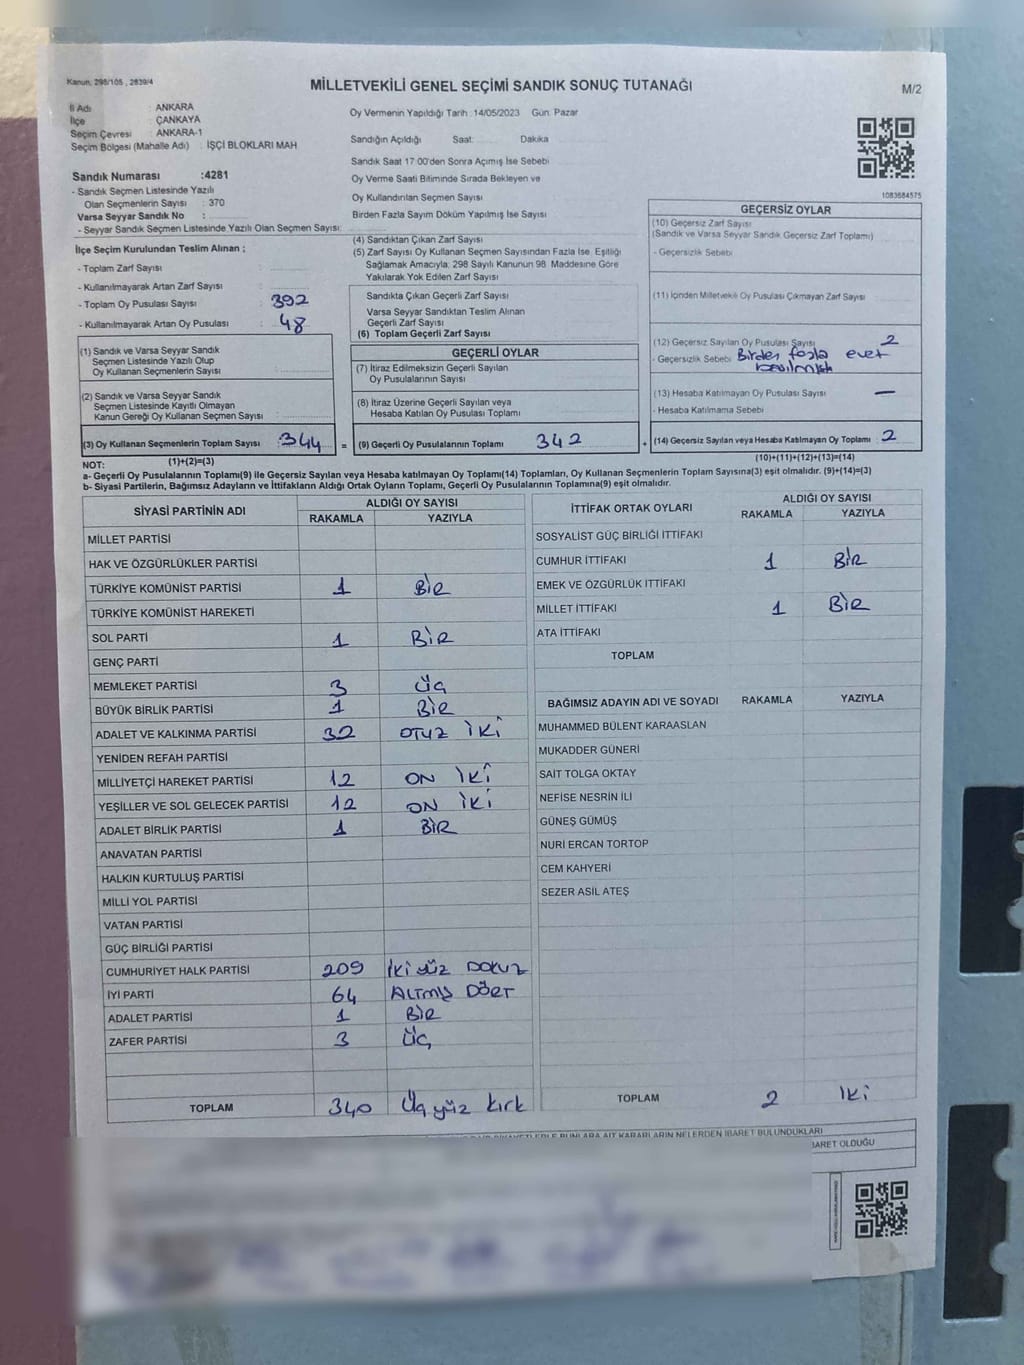 Kanun, 298/105 , 2839/4
MİLLETVEKİLİ GENEL SEÇİMİ SANDIK SONUÇ TUTANAĞI
M/2
İl Adı : ANKARA
İlçe : ÇANKAYA
Seçim Çevresi : ANKARA-1
Seçim Bölgesi (Mahalle Adı) : İŞÇİ BLOKLARI MAH
Sandık Numarası :4281
- Sandık Seçmen Listesinde Yazılı
Olan Seçmenlerin Sayısı : 370
Varsa Seyyar Sandık No :
- Seyyar Sandık Seçmen Listesinde Yazılı Olan Seçmen Sayısı:
İlçe Seçim Kurulundan Teslim Alınan ;
- Toplam Zarf Sayısı :
- Kullanılmayarak Artan Zarf Sayısı :
- Toplam Oy Pusulası Sayısı : 392
- Kullanılmayarak Artan Oy Pusulası : 48
(1) Sandık ve Varsa Seyyar Sandık
Seçmen Listesinde Yazılı Olup
Oy Kullanan Seçmenlerin Sayısı :
(2) Sandık ve Varsa Seyyar Sandık
Seçmen Listesinde Kayıtlı Olmayan
Kanun Gereği Oy Kullanan Seçmen Sayısı :
(3) Oy Kullanan Seçmenlerin Toplam Sayısı : 344
(1)+(2)=(3)
Oy Vermenin Yapıldığı Tarih :14/05/2023 Gün: Pazar
Sandığın Açıldığı Saat: Dakika
Sandık Saat 17:00'den Sonra Açımış İse Sebebi
Oy Verme Saati Bitiminde Sırada Bekleyen ve
Oy Kullandırılan Seçmen Sayısı
Birden Fazla Sayım Döküm Yapılmış İse Sayısı
(4) Sandıktan Çıkan Zarf Sayısı
(5) Zarf Sayısı Oy Kullanan Seçmen Sayısından Fazla İse, Eşitliği
Sağlamak Amacıyla; 298 Sayılı Kanunun 98. Maddesine Göre
Yakılarak Yok Edilen Zarf Sayısı
Sandıkta Çıkan Geçerli Zarf Sayısı
Varsa Seyyar Sandıktan Teslim Alınan
Geçerli Zarf Sayısı
(6) Toplam Geçerli Zarf Sayısı
GEÇERLİ OYLAR
(7) İtiraz Edilmeksizin Geçerli Sayılan
Oy Pusulalarının Sayısı
(8) İtiraz Üzerine Geçerli Sayılan veya
Hesaba Katılan Oy Pusulası Toplamı
= (9) Geçerli Oy Pusulalarının Toplamı 342
1083684575
GEÇERSİZ OYLAR
(10) Geçersiz Zarf Sayısı
(Sandık ve Varsa Seyyar Sandık Geçersiz Zarf Toplamı)
- Geçersizlik Sebebi
(11) İçinden Milletvekili Oy Pusulası Çıkmayan Zarf Sayısı
(12) Geçersiz Sayılan Oy Pusulası Sayısı 2
- Geçersizlik Sebebi Birden fazla evet
(13) Hesaba Katılmayan Oy Pusulası Sayısı —
- Hesaba Katılmama Sebebi
+ (14) Geçersiz Sayılan veya Hesaba Katılmayan Oy Toplamı 2
(10)+(11)+(12)+(13)=(14)
NOT:
a- Geçerli Oy Pusulalarının Toplamı(9) ile Geçersiz Sayılan veya Hesaba katılmayan Oy Toplamı(14) Toplamları, Oy Kullanan Seçmenlerin Toplam Sayısına(3) eşit olmalıdır. (9)+(14)=(3)
b- Siyasi Partilerin, Bağımsız Adayların ve İttifakların Aldığı Ortak Oyların Toplamı, Geçerli Oy Pusulalarının Toplamına(9) eşit olmalıdır.
SİYASİ PARTİNİN ADI ALDIĞI OY SAYISI
RAKAMLA YAZIYLA
MİLLET PARTİSİ
HAK VE ÖZGÜRLÜKLER PARTİSİ
TÜRKİYE KOMÜNİST PARTİSİ 1 BİR
TÜRKİYE KOMÜNİST HAREKETİ
SOL PARTİ 1 BİR
GENÇ PARTİ
MEMLEKET PARTİSİ 3 ÜÇ
BÜYÜK BİRLİK PARTİSİ 1 BİR
ADALET VE KALKINMA PARTİSİ 32 OTUZ İKİ
YENİDEN REFAH PARTİSİ
MİLLİYETÇİ HAREKET PARTİSİ 12 ON İKİ
YEŞİLLER VE SOL GELECEK PARTİSİ 12 ON İKİ
ADALET BİRLİK PARTİSİ 1 BİR
ANAVATAN PARTİSİ
HALKIN KURTULUŞ PARTİSİ
MİLLİ YOL PARTİSİ
VATAN PARTİSİ
GÜÇ BİRLİĞİ PARTİSİ
CUMHURİYET HALK PARTİSİ 209 İki yüz DOKUZ
İYİ PARTİ 64 ALTMIŞ DÖRT
ADALET PARTİSİ 1 BİR
ZAFER PARTİSİ 3 ÜÇ
TOPLAM 340 Üç yüz kırk
İTTİFAK ORTAK OYLARI ALDIĞI OY SAYISI
RAKAMLA YAZIYLA
SOSYALİST GÜÇ BİRLİĞİ İTTİFAKI
CUMHUR İTTİFAKI 1 BİR
EMEK VE ÖZGÜRLÜK İTTİFAKI
MİLLET İTTİFAKI 1 BİR
ATA İTTİFAKI
TOPLAM
BAĞIMSIZ ADAYIN ADI VE SOYADI RAKAMLA YAZIYLA
MUHAMMED BÜLENT KARAASLAN
MUKADDER GÜNERİ
SAİT TOLGA OKTAY
NEFİSE NESRİN İLİ
GÜNEŞ GÜMÜŞ
NURİ ERCAN TORTOP
CEM KAHYERİ
SEZER ASİL ATEŞ
TOPLAM 2 İki
BUNLARA AİT KARARLARIN NELERDEN İBARET BULUNDUKLARI
İBARET OLDUĞU